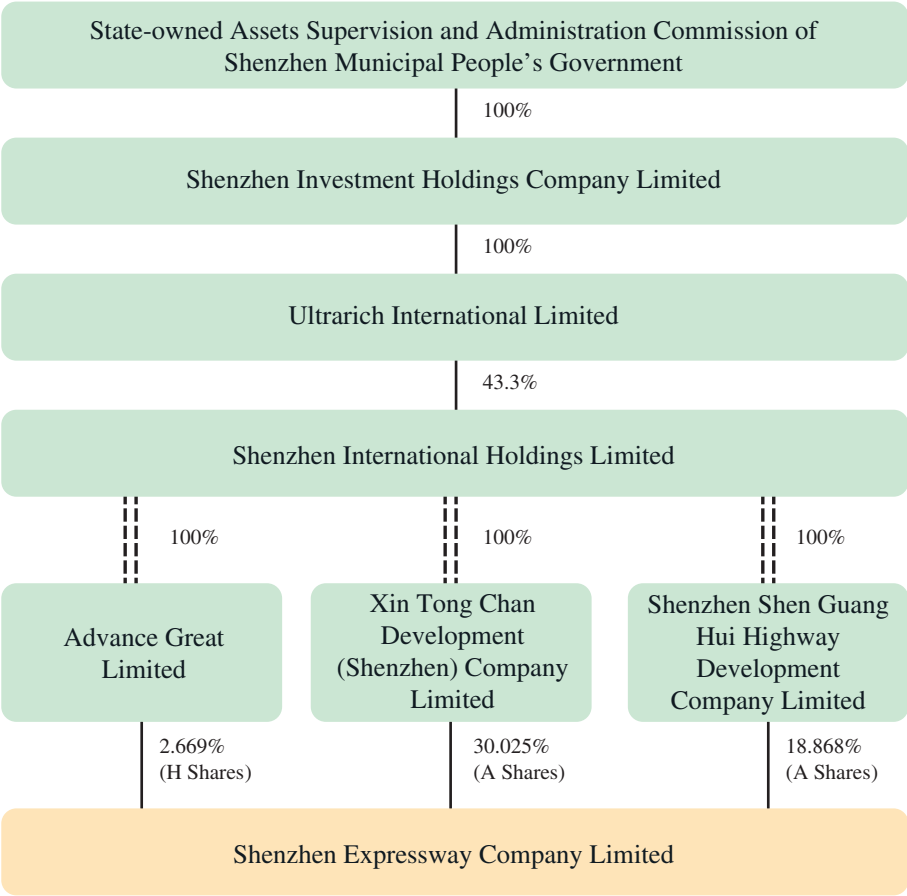 State-owned Assets Supervision and Administration Commission of
Shenzhen Municipal People’s Government
100%
Shenzhen Investment Holdings Company Limited
100%
Ultrarich International Limited
43.3%
Shenzhen International Holdings Limited
100%
100%
100%
Advance Great
Limited
Xin Tong Chan
Development
(Shenzhen) Company
Limited
Shenzhen Shen Guang
Hui Highway
Development
Company Limited
2.669%
(H Shares)
30.025%
(A Shares)
18.868%
(A Shares)
Shenzhen Expressway Company Limited